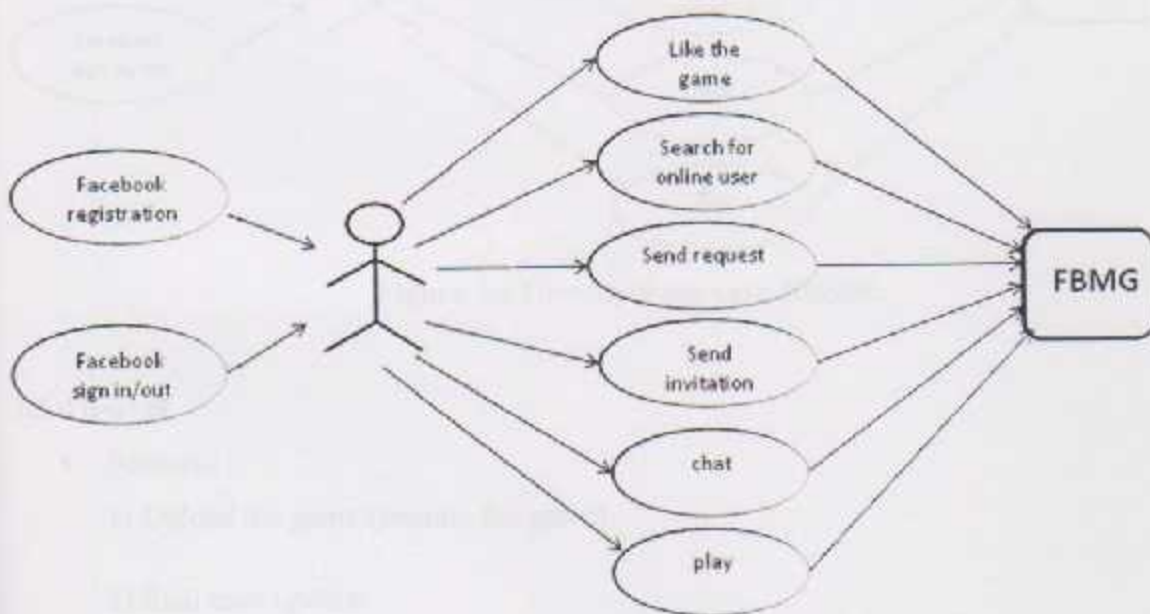 Like the
game
Search for
online user
Facebook
registration
Send request
FBMG
Send
invitation
Facebook
sign in/out
chat
play